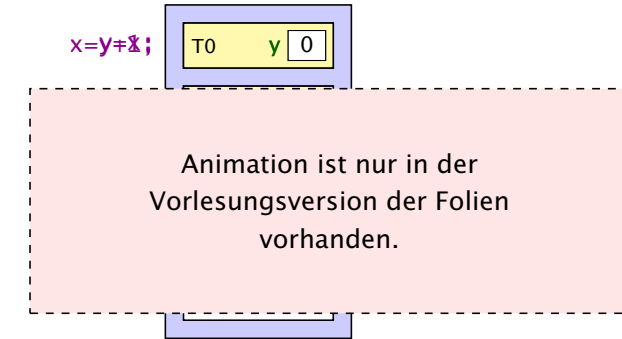 T0 y 0
Animation ist nur in der
Vorlesungsversion der Folien
vorhanden.